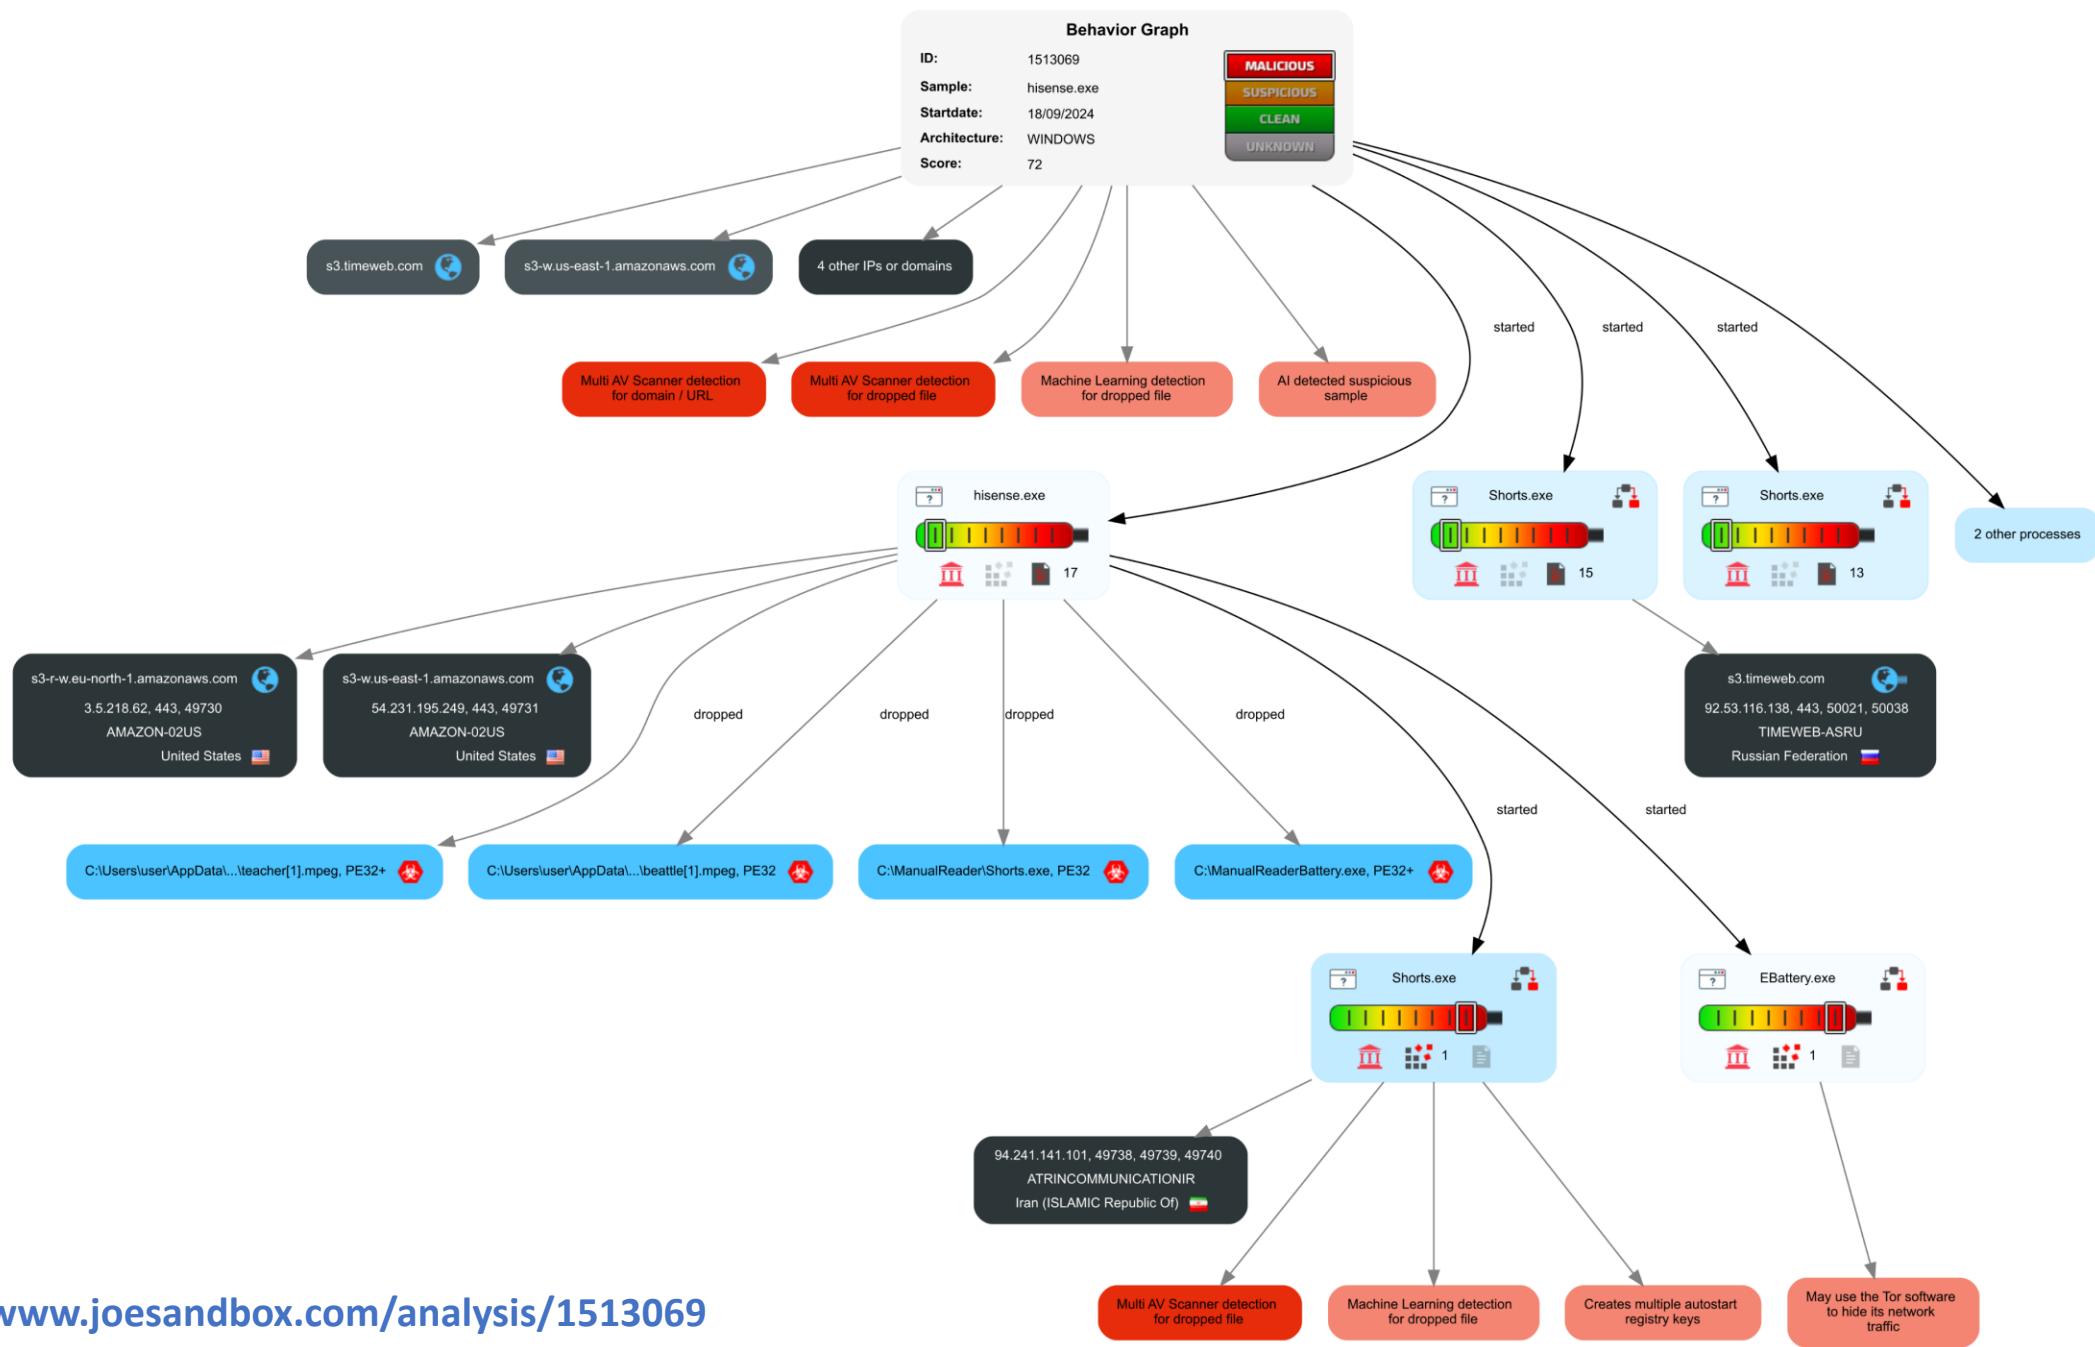 Behavior Graph
ID: 1513069
Sample: hisense.exe
Startdate: 18/09/2024
Architecture: WINDOWS
Score: 72
MALICIOUS
SUSPICIOUS
CLEAN
UNKNOWN
s3.timeweb.com
s3-w.us-east-1.amazonaws.com
4 other IPs or domains
started
started
started
Multi AV Scanner detection
for domain / URL
Multi AV Scanner detection
for dropped file
Machine Learning detection
for dropped file
AI detected suspicious
sample
hisense.exe
17
Shorts.exe
15
Shorts.exe
13
2 other processes
s3-r-w.eu-north-1.amazonaws.com
3.5.218.62, 443, 49730
AMAZON-02US
United States
s3-w.us-east-1.amazonaws.com
54.231.195.249, 443, 49731
AMAZON-02US
United States
dropped
dropped
dropped
dropped
s3.timeweb.com
92.53.116.138, 443, 50021, 50038
TIMEWEB-ASRU
Russian Federation
started
started
C:\Users\user\AppData\...\teacher[1].mpeg, PE32+
C:\Users\user\AppData\...\beattle[1].mpeg, PE32
C:\ManualReader\Shorts.exe, PE32
C:\ManualReaderBattery.exe, PE32+
Shorts.exe
1
EBattery.exe
1
94.241.141.101, 49738, 49739, 49740
ATRINCOMMUNICATIONIR
Iran (ISLAMIC Republic Of)
Multi AV Scanner detection
for dropped file
Machine Learning detection
for dropped file
Creates multiple autostart
registry keys
May use the Tor software
to hide its network
traffic
www.joesandbox.com/analysis/1513069